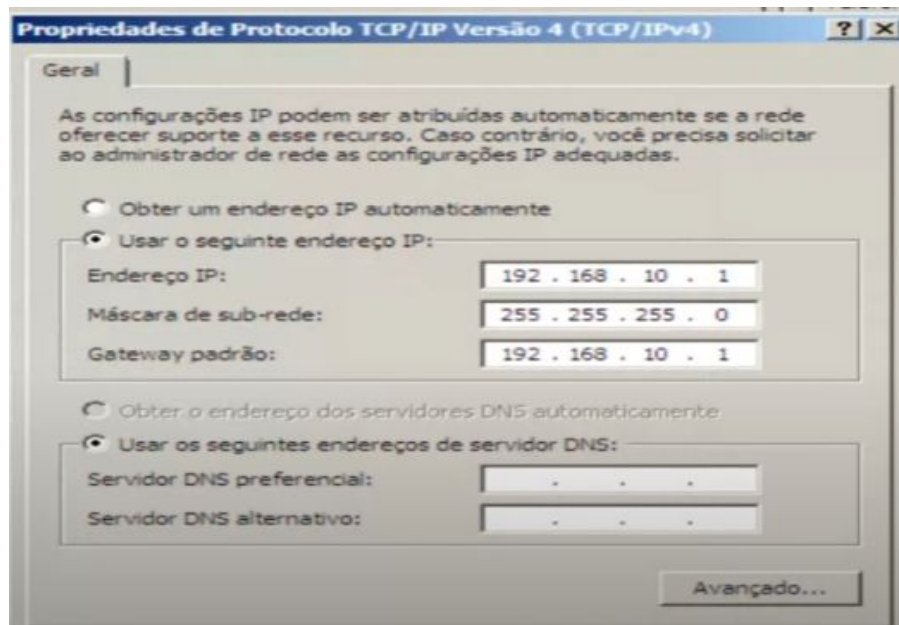 Propriedades de Protocolo TCP/IP Versão 4 (TCP/IPv4)
Geral
As configurações IP podem ser atribuídas automaticamente se a rede
oferecer suporte a esse recurso. Caso contrário, você precisa solicitar
ao administrador de rede as configurações IP adequadas.
Obter um endereço IP automaticamente
Usar o seguinte endereço IP:
Endereço IP: 192 . 168 . 10 . 1
Máscara de sub-rede: 255 . 255 . 255 . 0
Gateway padrão: 192 . 168 . 10 . 1
Obter o endereço dos servidores DNS automaticamente
Usar os seguintes endereços de servidor DNS:
Servidor DNS preferencial: . . .
Servidor DNS alternativo: . . .
Avançado...